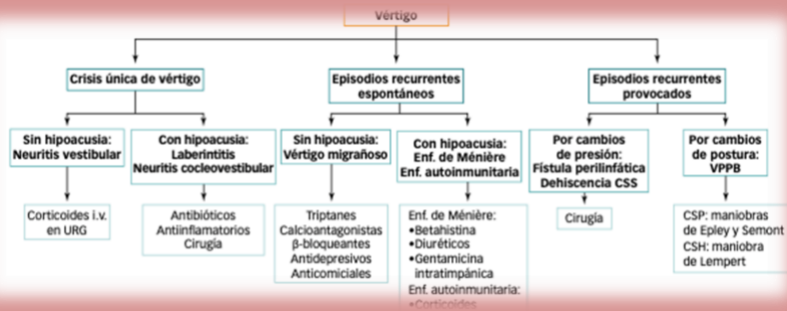 Vértigo
Crisis única de vértigo
Episodios recurrentes
espontáneos
Episodios recurrentes
provocados
Sin hipoacusia:
Neuritis vestibular
Con hipoacusia:
Laberintitis
Neuritis cocleovestibular
Sin hipoacusia:
Vértigo migrañoso
Con hipoacusia:
Enf. de Ménière
Enf. autoinmunitaria
Por cambios
de presión:
Fístula perilinfática
Dehiscencia CSS
Por cambios
de postura:
VPPB
Corticoides i.v.
en URG
Antibióticos
Antiinflamatorios
Cirugía
Triptanes
Calcioantagonistas
β-bloqueantes
Antidepresivos
Anticomiciales
Enf. de Ménière:
•Betahistina
•Diuréticos
•Gentamicina
intratimpánica
Enf. autoinmunitaria:
•Corticoides
Cirugía
CSP: maniobras
de Epley y Semont
CSH: maniobra
de Lempert